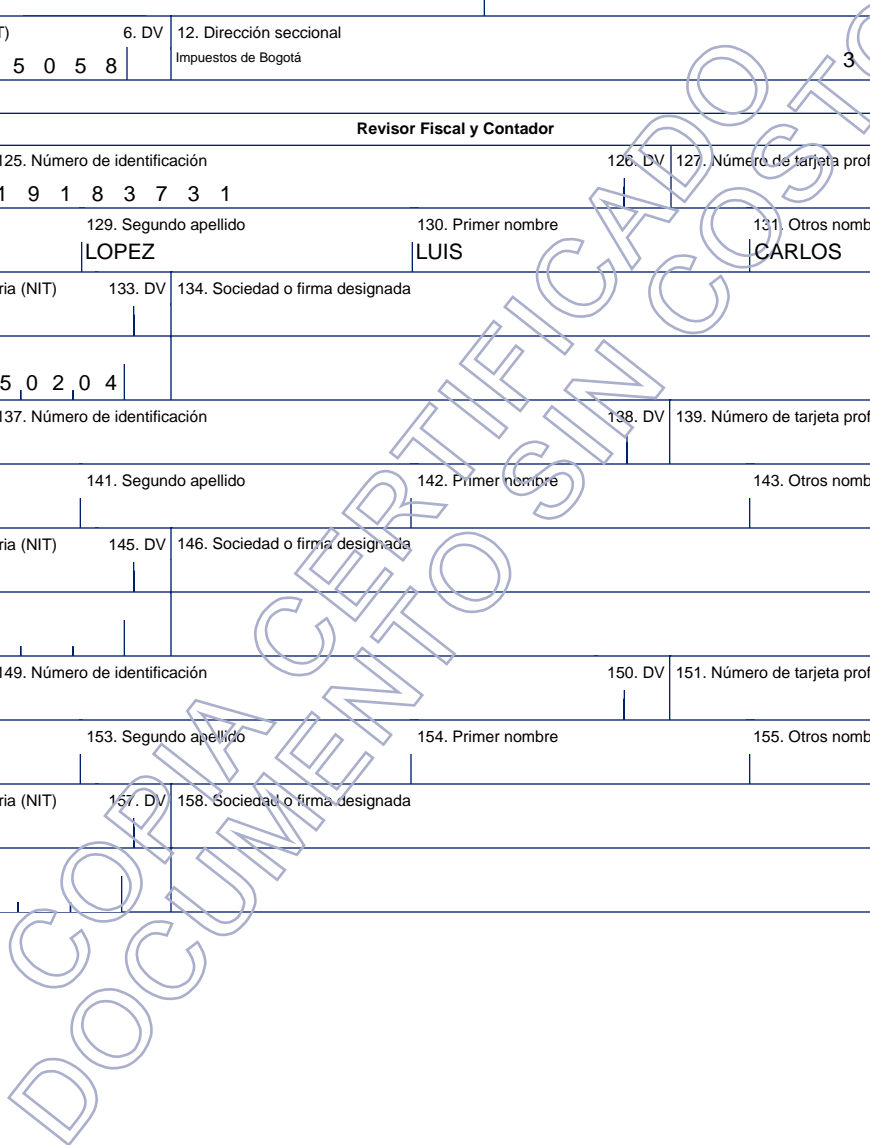 T) 6. DV 12. Dirección seccional
5 0 5 8 Impuestos de Bogotá 3
Revisor Fiscal y Contador
125. Número de identificación 126. DV 127. Número de tarjeta prof
1 9 1 8 3 7 3 1
129. Segundo apellido 130. Primer nombre 131. Otros nomb
LOPEZ LUIS CARLOS
ria (NIT) 133. DV 134. Sociedad o firma designada
5 0 2 0 4
137. Número de identificación 138. DV 139. Número de tarjeta prof
141. Segundo apellido 142. Primer nombre 143. Otros nomb
ria (NIT) 145. DV 146. Sociedad o firma designada
149. Número de identificación 150. DV 151. Número de tarjeta prof
153. Segundo apellido 154. Primer nombre 155. Otros nomb
ria (NIT) 157. DV 158. Sociedad o firma designada
COPIA CERTIFICADO
DOCUMENTO SIN COSTO